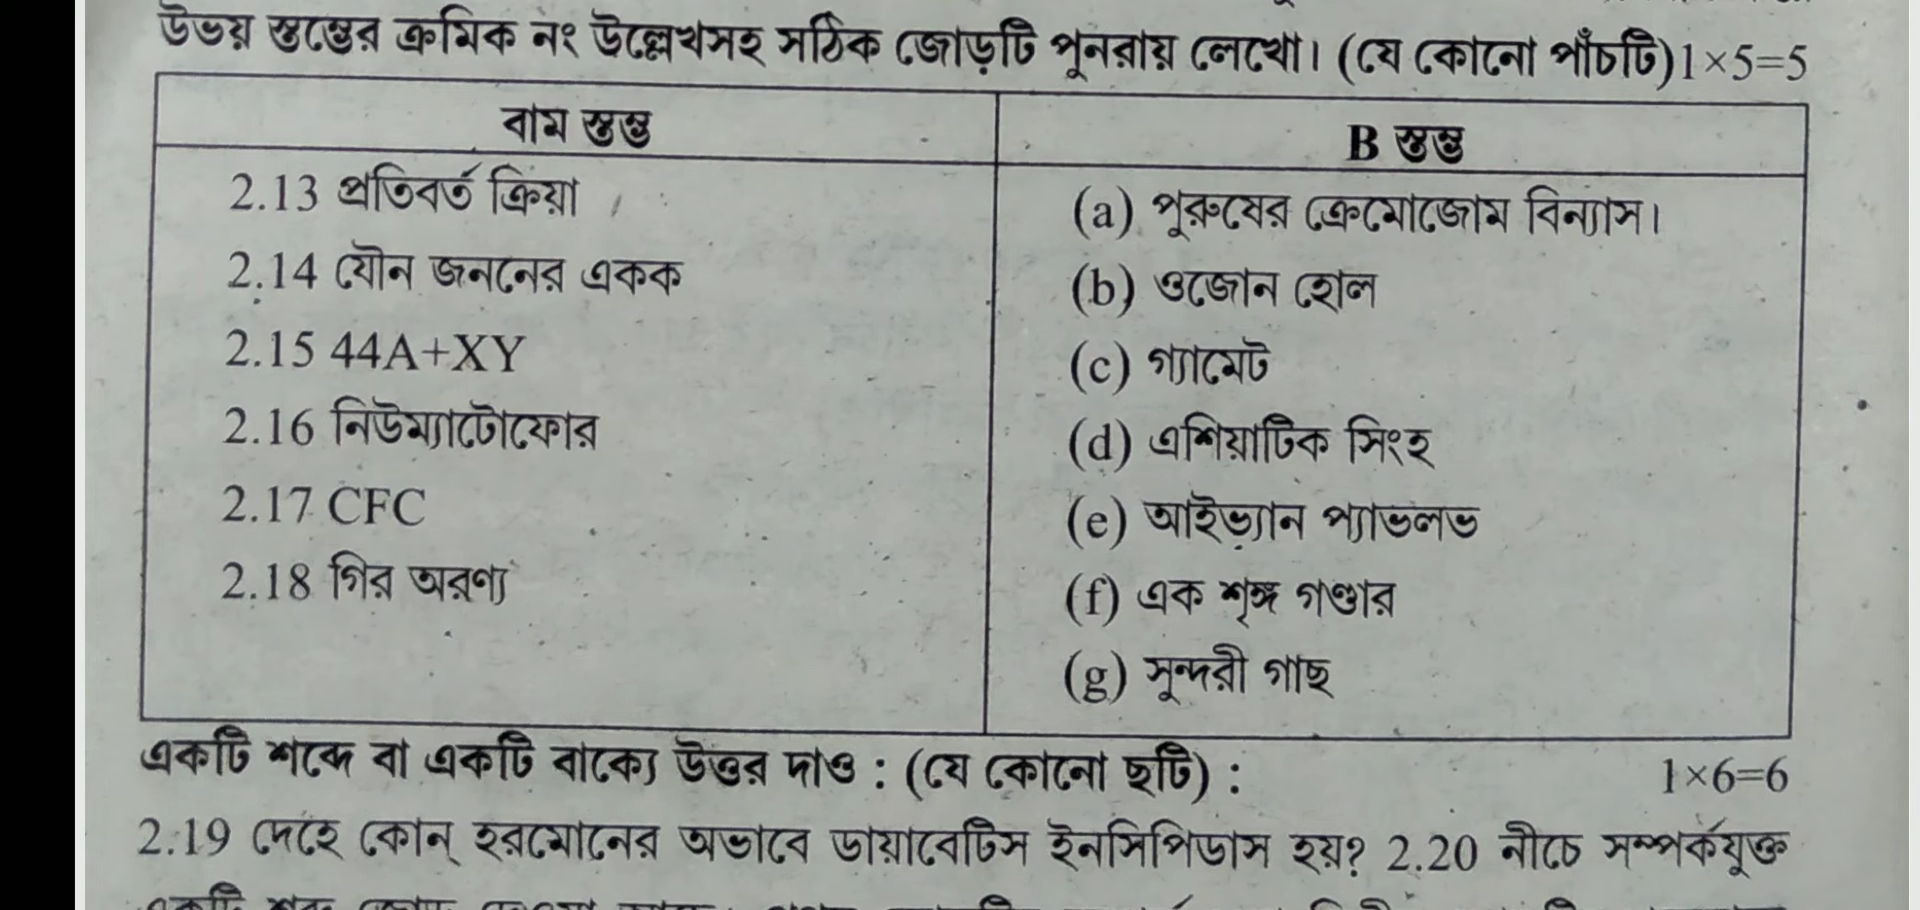 উভয় স্তম্ভের ক্রমিক নং উল্লেখসহ সঠিক জোড়টি পুনরায় লেখো। (যে কোনো পাঁচটি) 1×5=5
বাম স্তম্ভ
B স্তম্ভ
2.13 প্রতিবর্ত ক্রিয়া
(a) পুরুষের ক্রেমোজোম বিন্যাস।
2.14 যৌন জননের একক
(b) ওজোন হোল
2.15 44A+XY
(c) গ্যামেট
2.16 নিউম্যাটোফোর
(d) এশিয়াটিক সিংহ
2.17 CFC
(e) আইভ্যান প্যাভলভ
2.18 গির অরণ্য
(f) এক শৃঙ্গ গণ্ডার
(g) সুন্দরী গাছ
একটি শব্দে বা একটি বাক্যে উত্তর দাও : (যে কোনো ছটি) : 1×6=6
2.19 দেহে কোন্ হরমোনের অভাবে ডায়াবেটিস ইনসিপিডাস হয়? 2.20 নীচে সম্পর্কযুক্ত